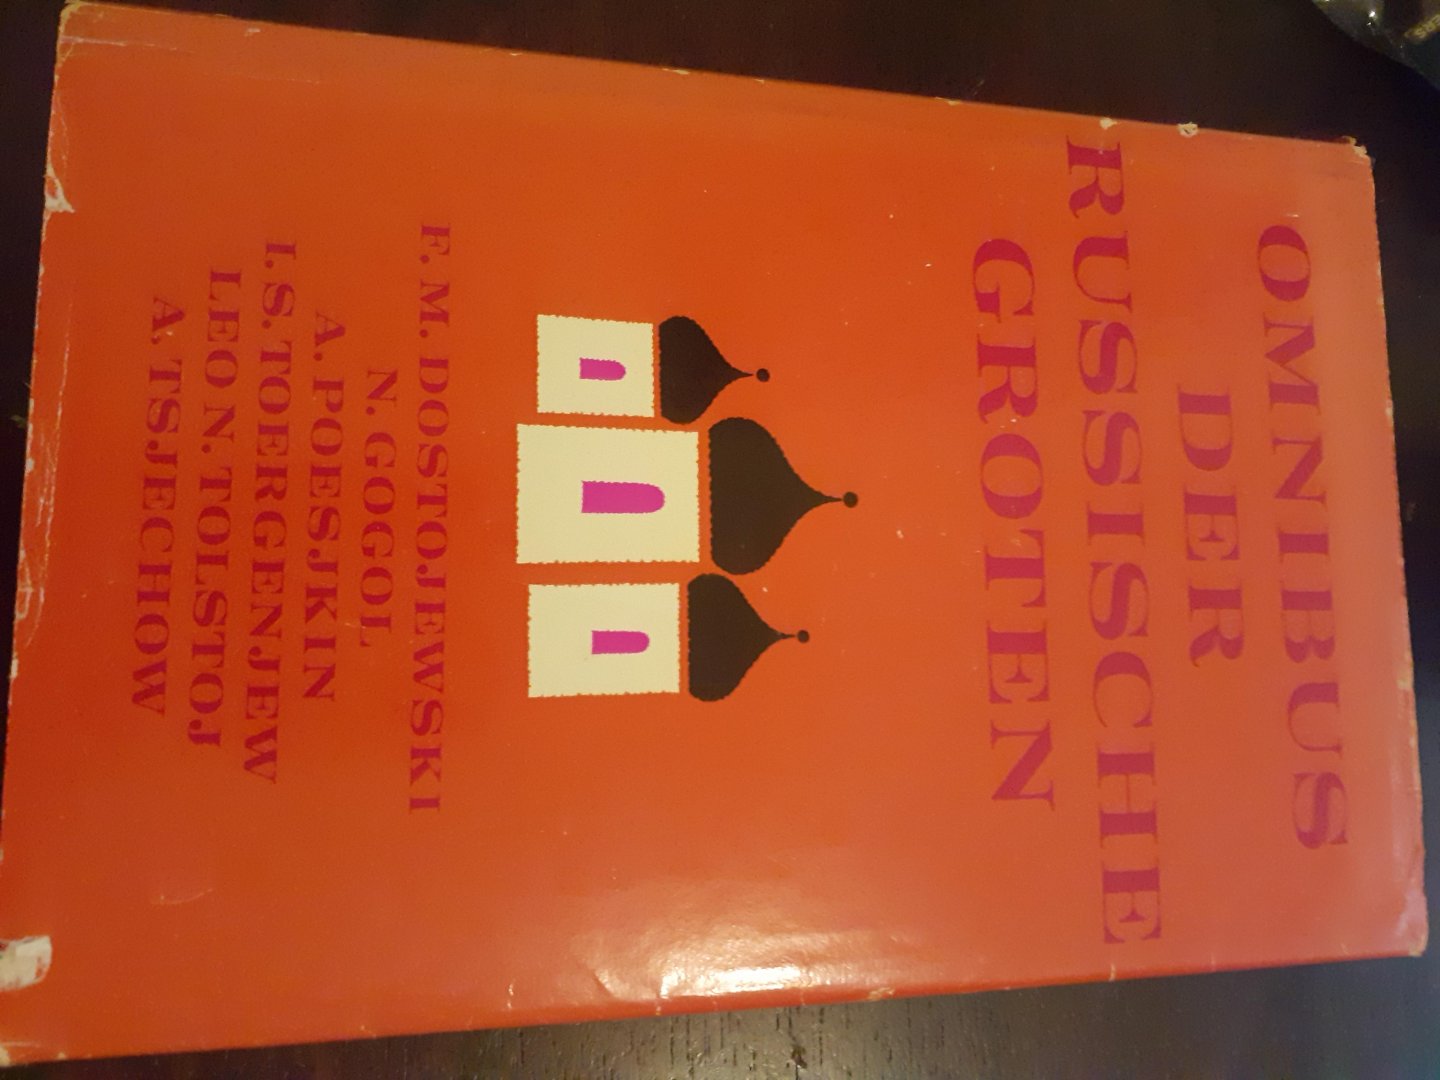 OMNIBUS
DER
RUSSISCHE
GROTEN
F. M. DOSTOJEWSKI
N. GOGOL
A. POESJKIN
I. S. TOERGENJEW
LEO N. TOLSTOJ
A. TSJECHOW